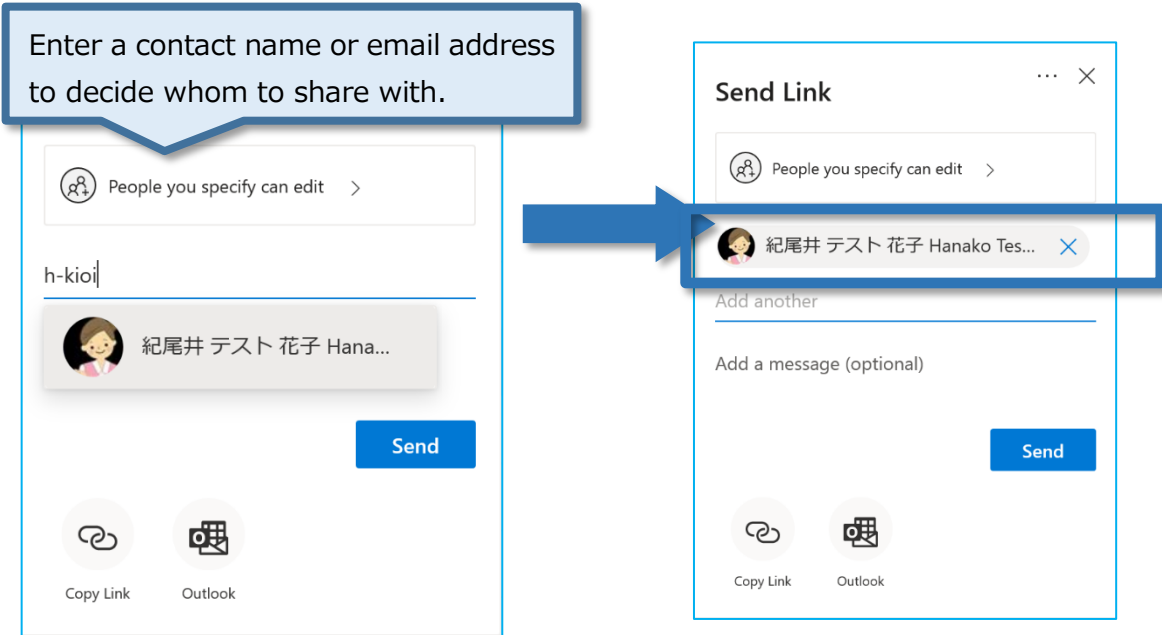 Enter a contact name or email address
to decide whom to share with.
People you specify can edit
h-kioi
紀尾井 テスト 花子 Hana...
Send
Copy Link
Outlook
Send Link
People you specify can edit
紀尾井 テスト 花子 Hanako Tes...
Add another
Add a message (optional)
Send
Copy Link
Outlook